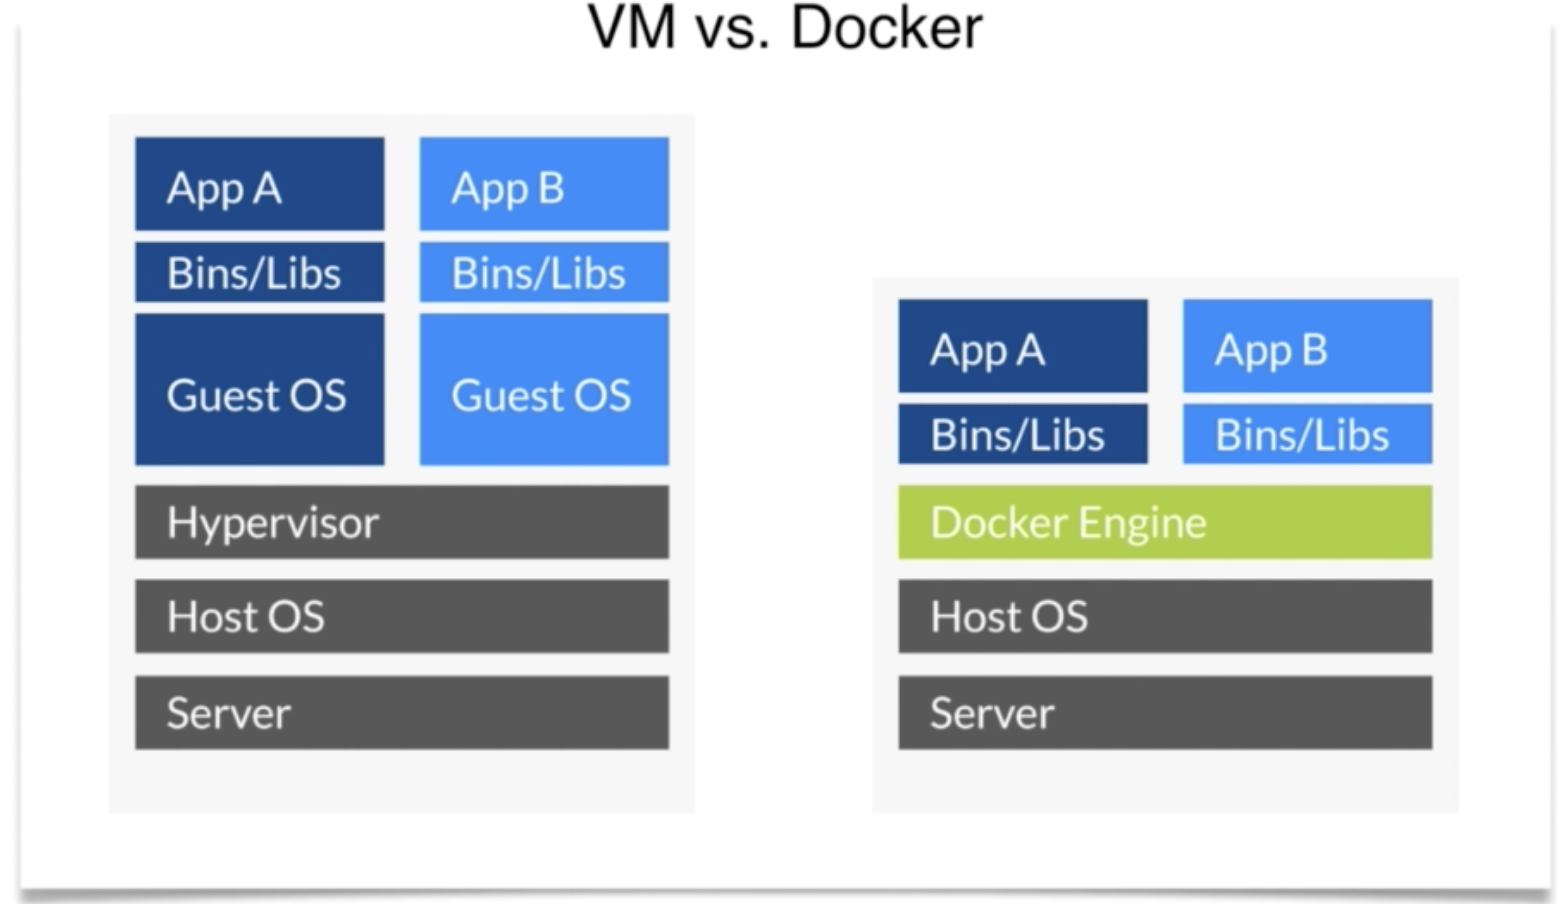 VM vs. Docker
App A
App B
Bins/Libs
Bins/Libs
Guest OS
Guest OS
Hypervisor
Host OS
Server
App A
App B
Bins/Libs
Bins/Libs
Docker Engine
Host OS
Server